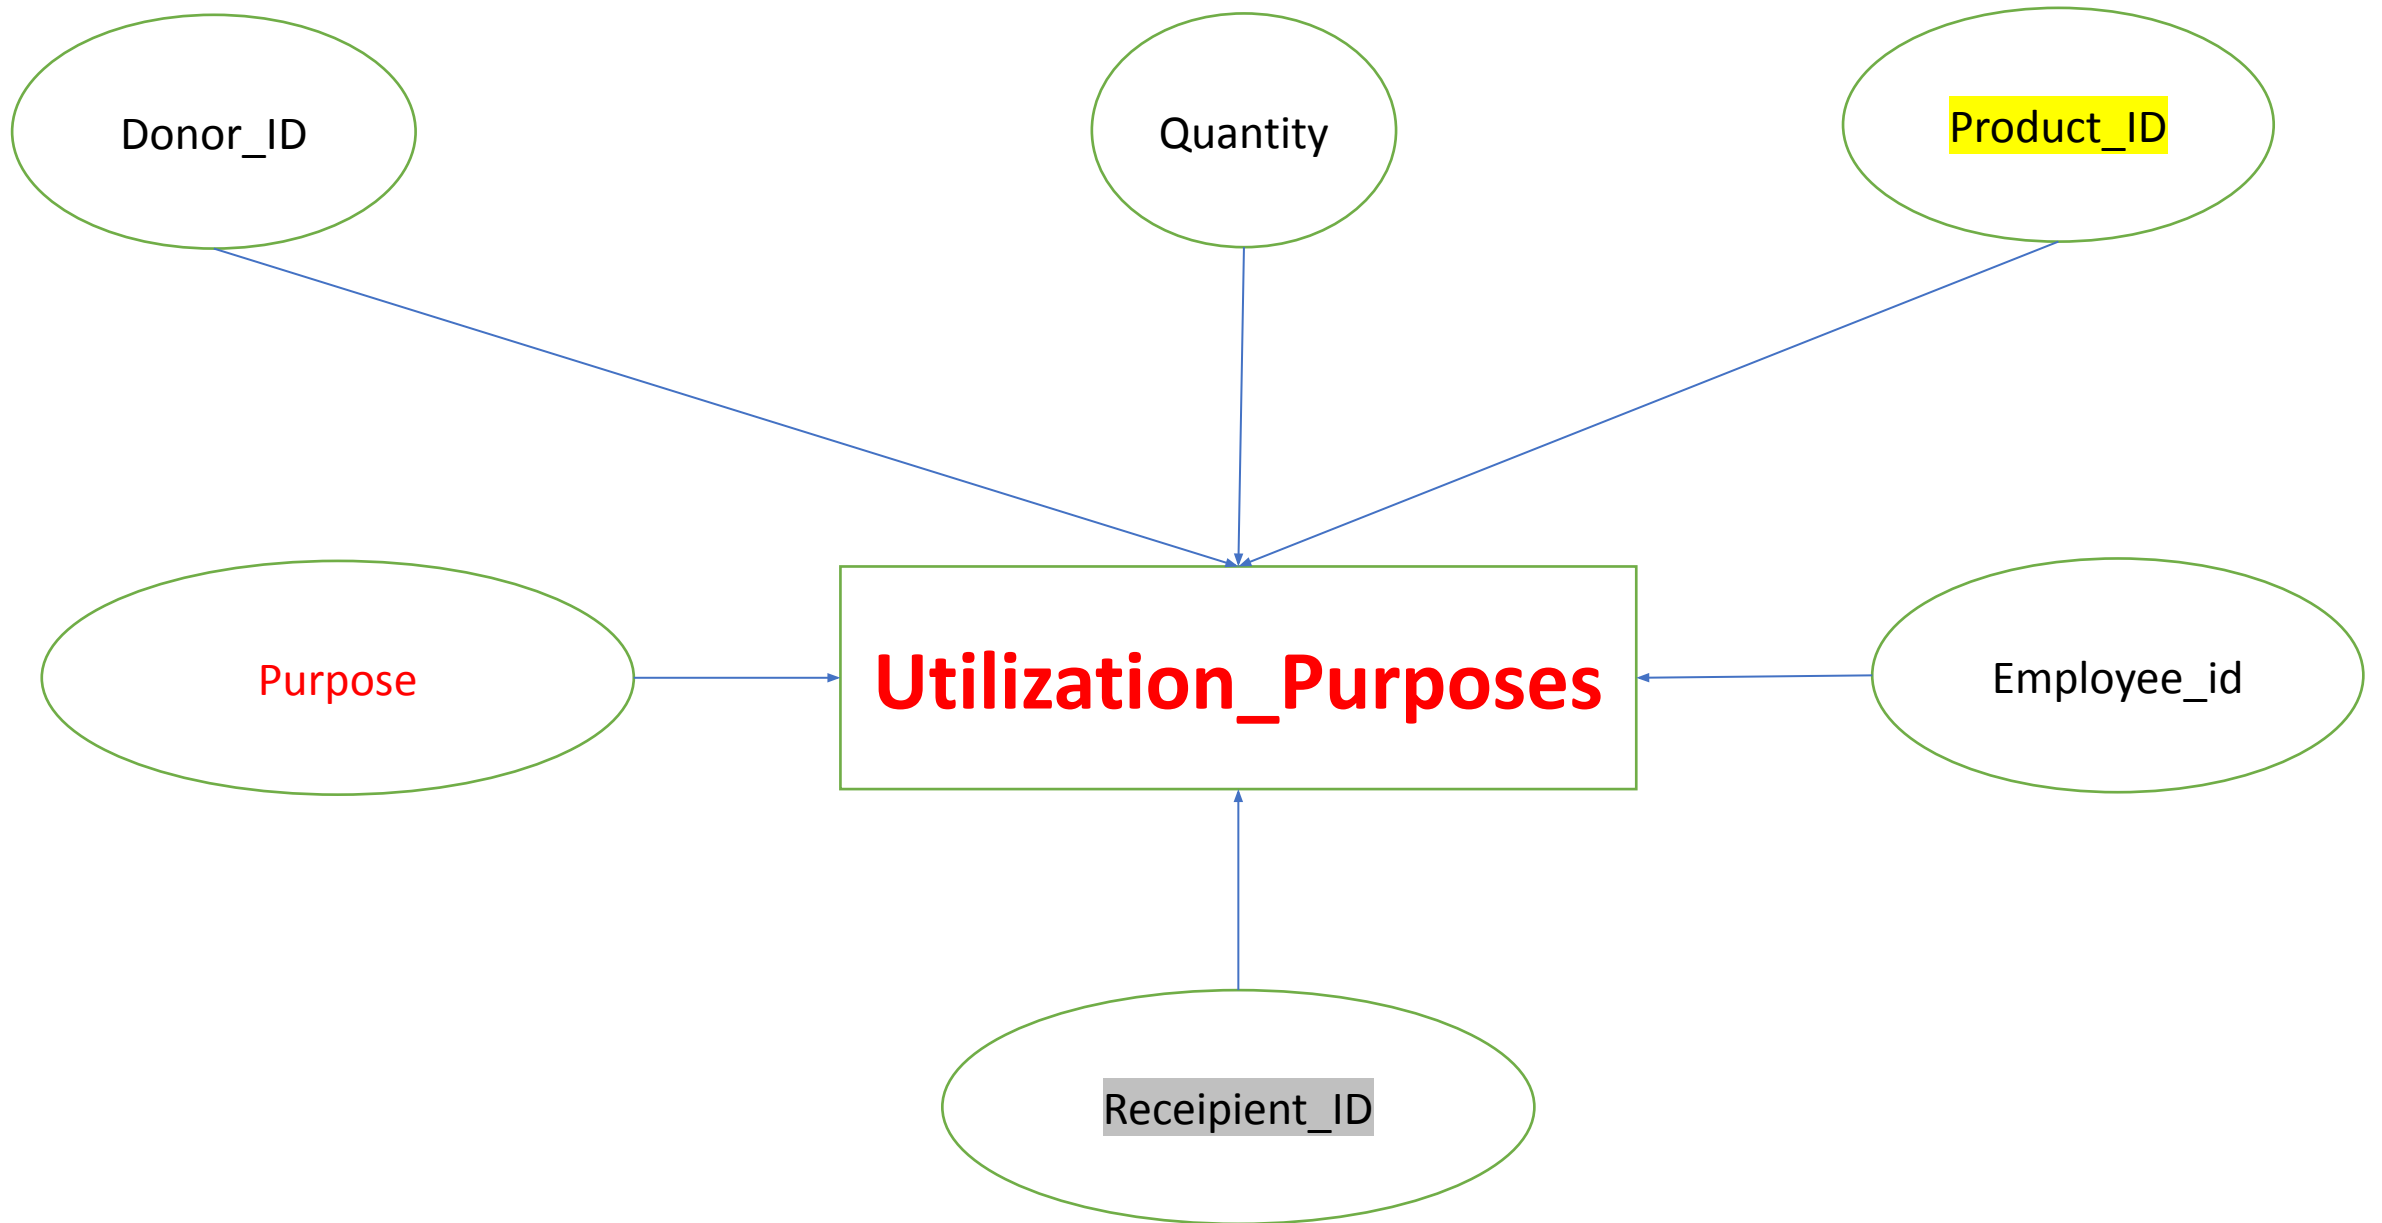 Donor_ID
Quantity
Product_ID
Purpose
Utilization_Purposes
Employee_id
Receipient_ID